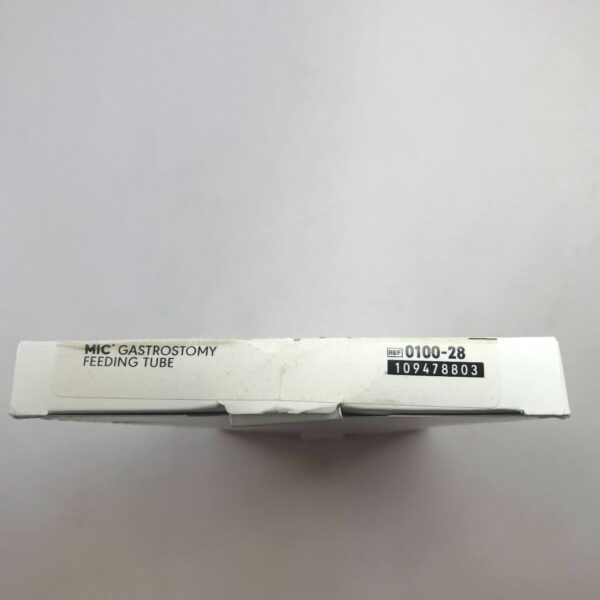 MIC* GASTROSTOMY
FEEDING TUBE
REF 0100-28
109478803